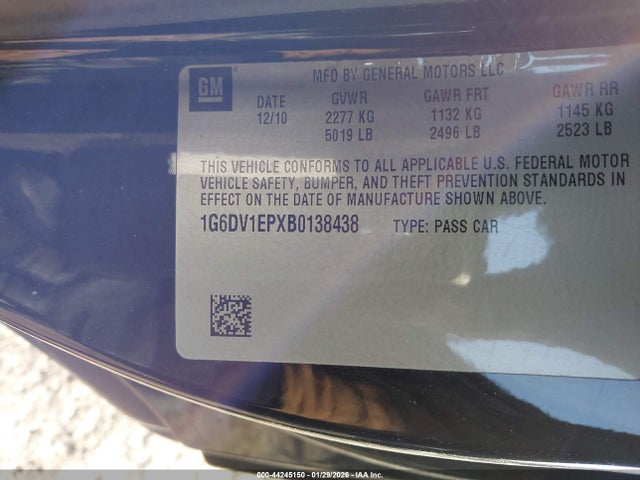 GM
MFD BY GENERAL MOTORS LLC
DATE GVWR GAWR FRT GAWR RR
12/10 2277 KG 1132 KG 1145 KG
5019 LB 2496 LB 2523 LB
THIS VEHICLE CONFORMS TO ALL APPLICABLE U.S. FEDERAL MOTOR
VEHICLE SAFETY, BUMPER, AND THEFT PREVENTION STANDARDS IN
EFFECT ON THE DATE OF MANUFACTURE SHOWN ABOVE.
1G6DV1EPXB0138438 TYPE: PASS CAR
000-44245150 - 01/29/2026 - IAA Inc.